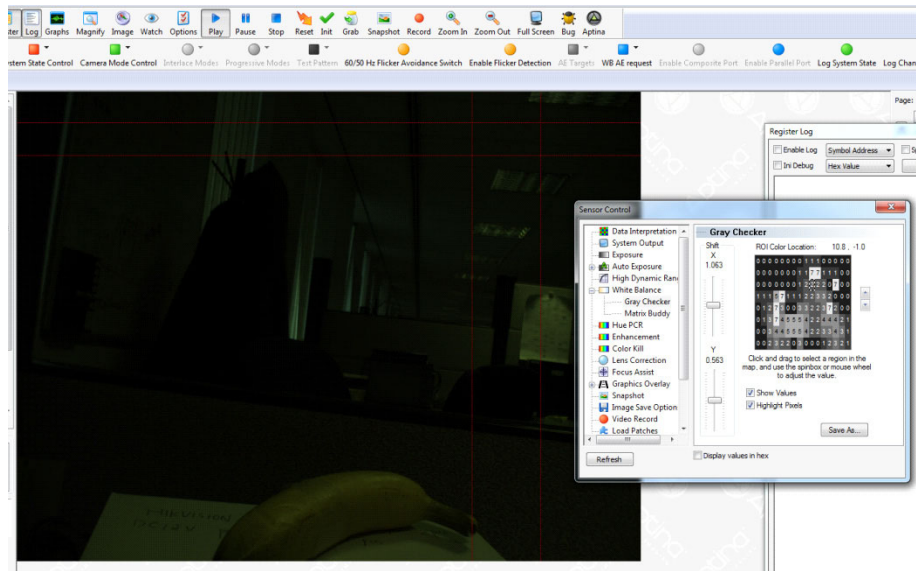 Log Graphs Magnify Image Watch Options Play Pause Stop Reset Init Grab Snapshot Record Zoom In Zoom Out Full Screen Bug Aptina
System State Control Camera Mode Control Interlace Modes Progressive Modes Test Pattern 60/50 Hz Flicker Avoidance Switch Enable Flicker Detection AE Targets WB AE request Enable Composite Port Enable Parallel Port Log System State Log Chan
Page:
Register Log
Enable Log Symbol Address
Ini Debug Hex Value
Sensor Control
Data Interpretation
System Output
Exposure
Auto Exposure
High Dynamic Ran
White Balance
Gray Checker
Matrix Buddy
Hue PCR
Enhancement
Color Kill
Lens Correction
Focus Assist
Graphics Overlay
Snapshot
Image Save Option
Video Record
Load Patches
Refresh
Gray Checker
Shift
X
1.063
Y
0.563
ROI Color Location: 10.8 , -1.0
Click and drag to select a region in the
map, and use the spinbox or mouse wheel
to adjust the value.
Show Values
Highlight Pixels
Save As...
Display values in hex
HIKVISION
DC12V